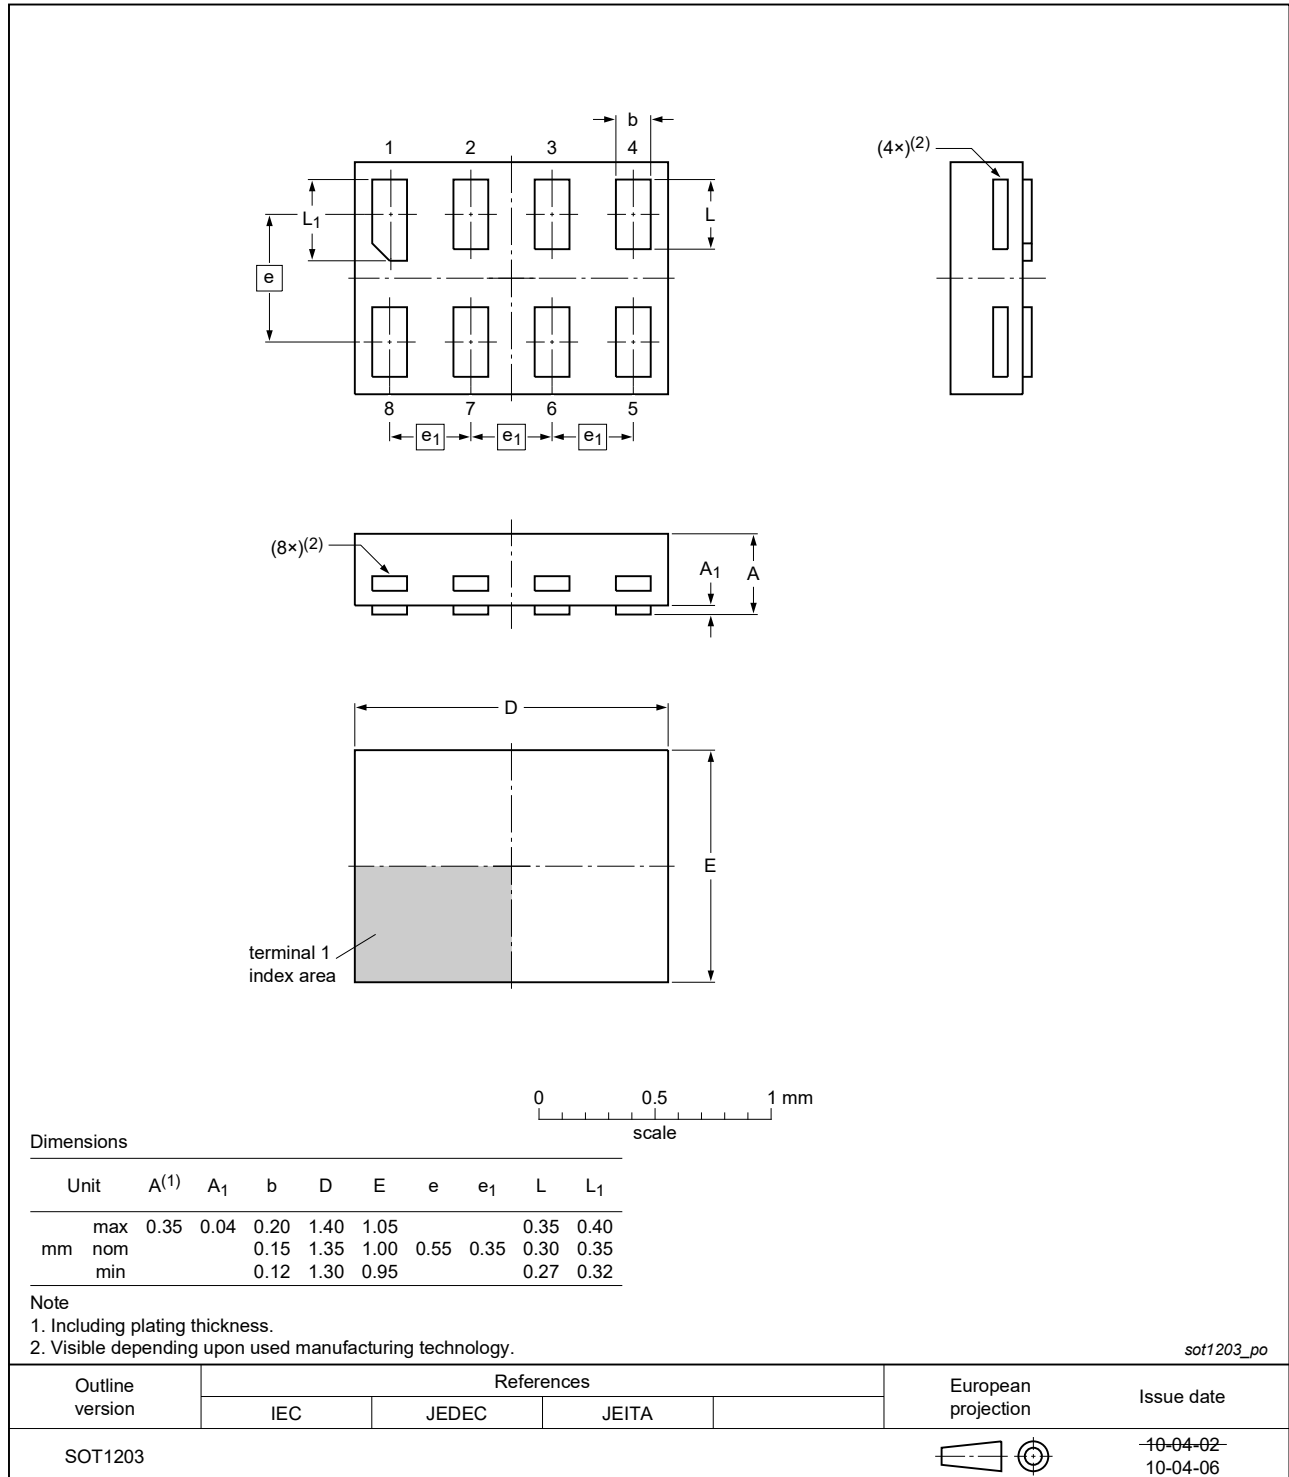 b
1 2 3 4
(4×)(2)
L1
L
e
8 7 6 5
e1 e1 e1
(8×)(2)
A1 A
D
E
terminal 1
index area
0 0.5 1 mm
scale
Dimensions
Unit A(1) A1 b D E e e1 L L1
max 0.35 0.04 0.20 1.40 1.05 0.35 0.40
mm nom 0.15 1.35 1.00 0.55 0.35 0.30 0.35
min 0.12 1.30 0.95 0.27 0.32
Note
1. Including plating thickness.
2. Visible depending upon used manufacturing technology.
sot1203_po
Outline version
References
European projection
Issue date
IEC JEDEC JEITA
SOT1203
10-04-02
10-04-06